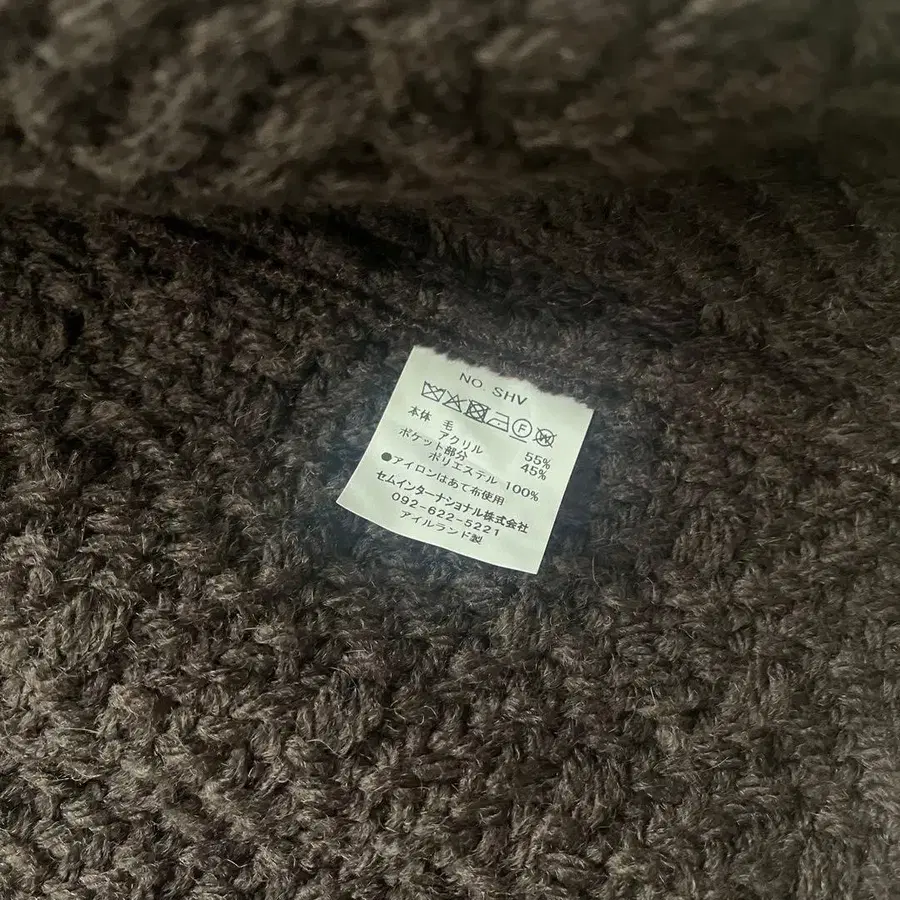 NO. SHV
F W
本体 毛 55%
アクリル 45%
ポケット部分
ポリエステル 100%
●アイロンはあて布使用
セムインターナショナル株式会社
092-622-5221
アイルランド製